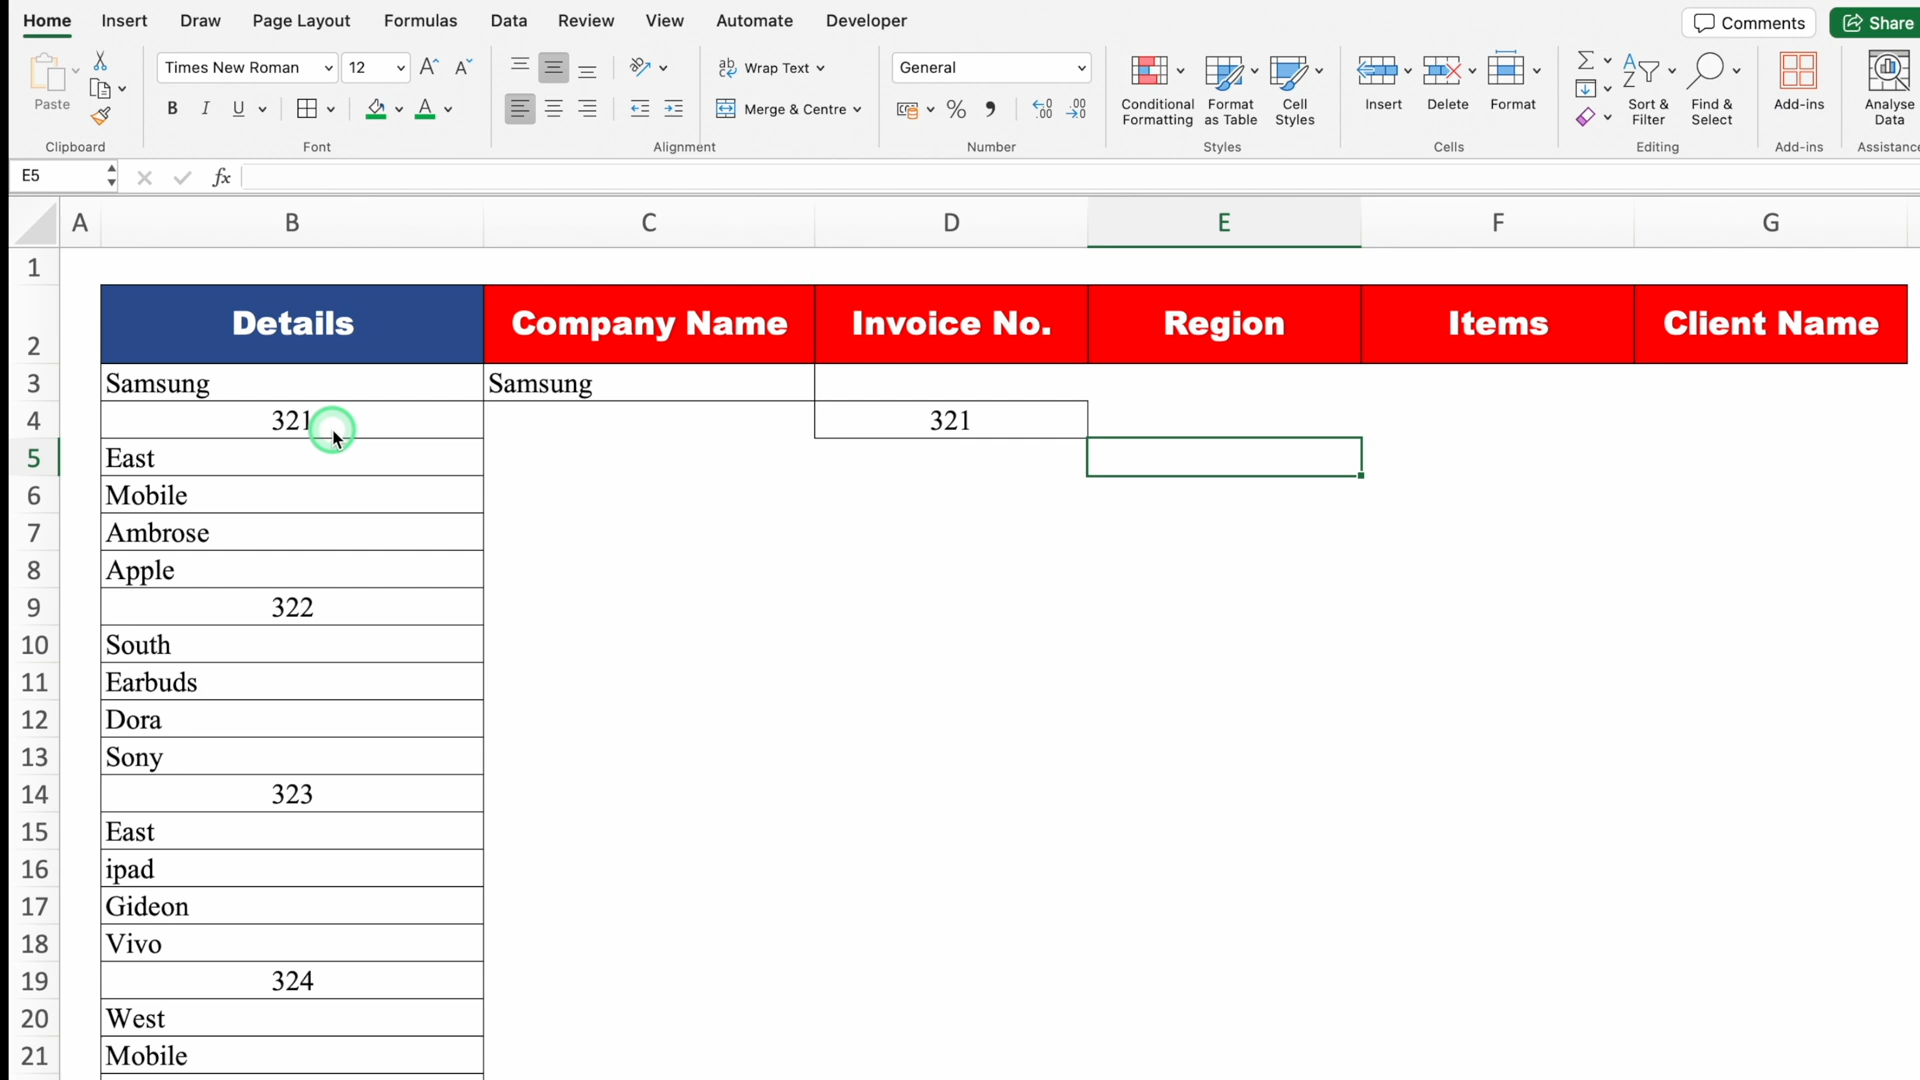 Home Insert Draw Page Layout Formulas Data Review View Automate Developer Comments Share
Times New Roman 12 ab Wrap Text General
Paste B I U A Merge & Centre % Conditional Formatting Format as Table Cell Styles Insert Delete Format Sort & Filter Find & Select Add-ins Analyse Data
Clipboard Font Alignment Number Styles Cells Editing Add-ins Assistance
E5 fx
A B C D E F G
1
2 Details Company Name Invoice No. Region Items Client Name
3 Samsung Samsung
4 321 321
5 East
6 Mobile
7 Ambrose
8 Apple
9 322
10 South
11 Earbuds
12 Dora
13 Sony
14 323
15 East
16 ipad
17 Gideon
18 Vivo
19 324
20 West
21 Mobile